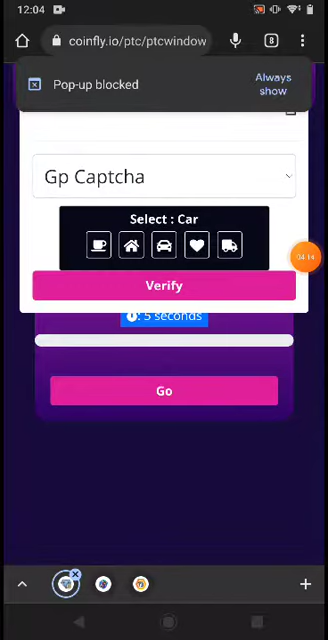 12:04
coinfly.io/ptc/ptcwindow
8
Pop-up blocked
Always show
Gp Captcha
Select : Car
04:14
Verify
: 5 seconds
Go